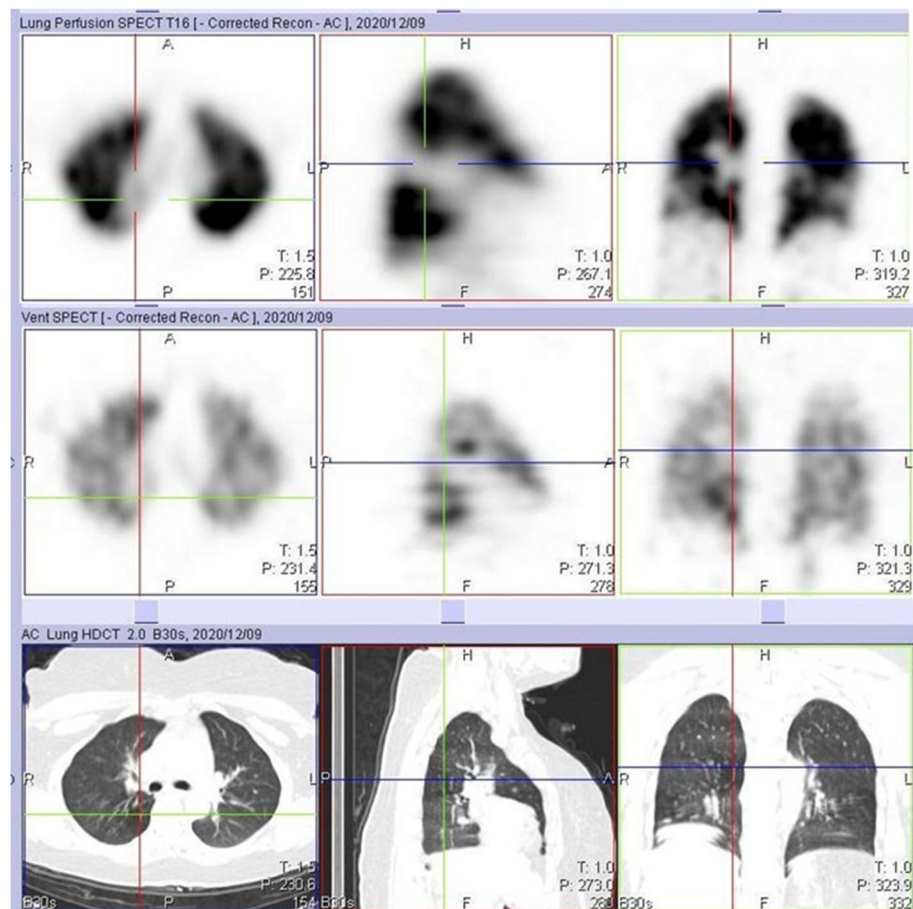 Lung Perfusion SPECT T16 [ - Corrected Recon - AC ], 2020/12/09
A
R
L
T: 1.5
P: 225.8
P
151
H
P
A
T: 1.0
P: 267.1
F
274
H
R
L
T: 1.0
P: 319.2
F
327
Vent SPECT [ - Corrected Recon - AC ], 2020/12/09
A
R
L
T: 1.5
P: 231.4
P
155
H
P
A
T: 1.0
P: 271.3
F
278
H
R
L
T: 1.0
P: 321.3
F
329
AC Lung HDCT 2.0 B30s, 2020/12/09
A
R
L
T: 1.5
P: 230.6
B30s
P
154
H
P
A
T: 1.0
P: 273.0
B30s
F
280
H
R
L
T: 1.0
P: 323.9
B30s
F
332